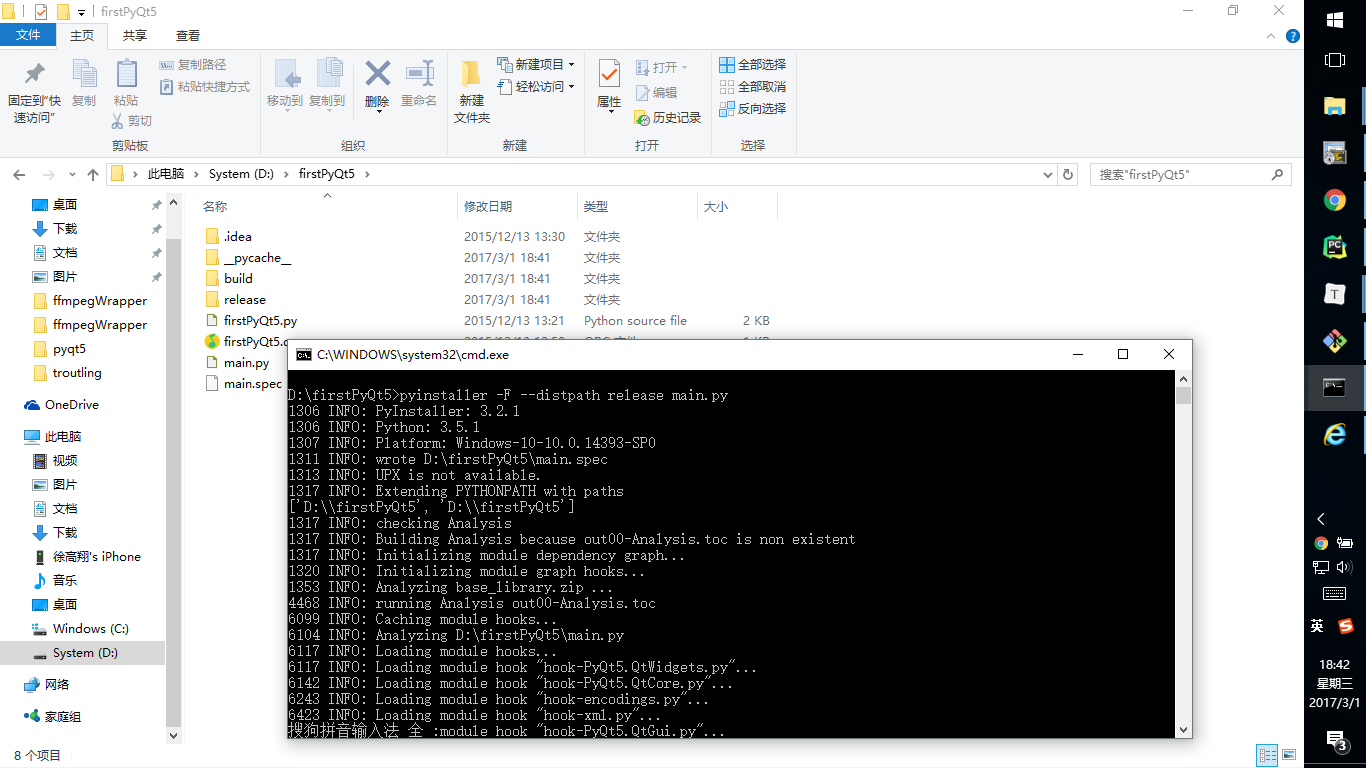 firstPyQt5
文件 主页 共享 查看
固定到“快速访问”
复制
粘贴
复制路径
粘贴快捷方式
剪切
剪贴板
移动到 复制到 删除 重命名
组织
新建文件夹
新建项目
轻松访问
新建
属性
打开
编辑
历史记录
打开
全部选择
全部取消
反向选择
选择
此电脑 System (D:) firstPyQt5
搜索"firstPyQt5"
桌面
下载
文档
图片
ffmpegWrapper
ffmpegWrapper
pyqt5
troutling
OneDrive
此电脑
视频
图片
文档
下载
徐高翔's iPhone
音乐
桌面
Windows (C:)
System (D:)
网络
家庭组
8 个项目
名称 修改日期 类型 大小
.idea 2015/12/13 13:30 文件夹
__pycache__ 2017/3/1 18:41 文件夹
build 2017/3/1 18:41 文件夹
release 2017/3/1 18:41 文件夹
firstPyQt5.py 2015/12/13 13:21 Python source file 2 KB
main.py
main.spec
C:\WINDOWS\system32\cmd.exe
D:\firstPyQt5>pyinstaller -F --distpath release main.py
1306 INFO: PyInstaller: 3.2.1
1306 INFO: Python: 3.5.1
1307 INFO: Platform: Windows-10-10.0.14393-SP0
1311 INFO: wrote D:\firstPyQt5\main.spec
1313 INFO: UPX is not available.
1317 INFO: Extending PYTHONPATH with paths
['D:\\firstPyQt5', 'D:\\firstPyQt5']
1317 INFO: checking Analysis
1317 INFO: Building Analysis because out00-Analysis.toc is non existent
1317 INFO: Initializing module dependency graph...
1320 INFO: Initializing module graph hooks...
1353 INFO: Analyzing base_library.zip ...
4468 INFO: running Analysis out00-Analysis.toc
6099 INFO: Caching module hooks...
6104 INFO: Analyzing D:\firstPyQt5\main.py
6117 INFO: Loading module hooks...
6117 INFO: Loading module hook "hook-PyQt5.QtWidgets.py"...
6142 INFO: Loading module hook "hook-PyQt5.QtCore.py"...
6243 INFO: Loading module hook "hook-encodings.py"...
6423 INFO: Loading module hook "hook-xml.py"...
搜狗拼音输入法 全 :module hook "hook-PyQt5.QtGui.py"...
英
18:42
星期三
2017/3/1
3